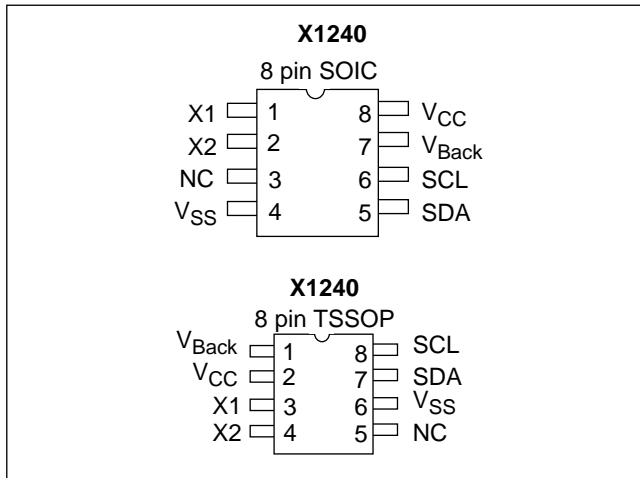 X1240
8 pin SOIC
X1 1 8 VCC
X2 2 7 VBack
NC 3 6 SCL
VSS 4 5 SDA
X1240
8 pin TSSOP
VBack 1 8 SCL
VCC 2 7 SDA
X1 3 6 VSS
X2 4 5 NC